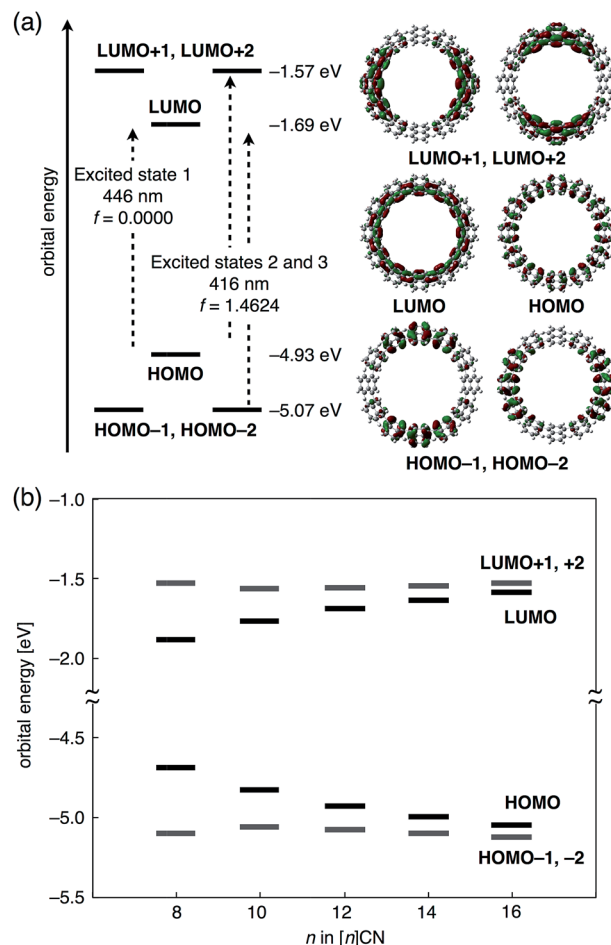 (a)
LUMO+1, LUMO+2
−1.57 eV
LUMO
−1.69 eV
Excited state 1
446 nm
f = 0.0000
Excited states 2 and 3
416 nm
f = 1.4624
−4.93 eV
HOMO
−5.07 eV
HOMO−1, HOMO−2
orbital energy
LUMO+1, LUMO+2
LUMO
HOMO
HOMO−1, HOMO−2
(b)
−1.0
−1.5
−2.0
−4.5
−5.0
−5.5
orbital energy [eV]
≈
≈
LUMO+1, +2
LUMO
HOMO
HOMO−1, −2
8
10
12
14
16
n in [n]CN